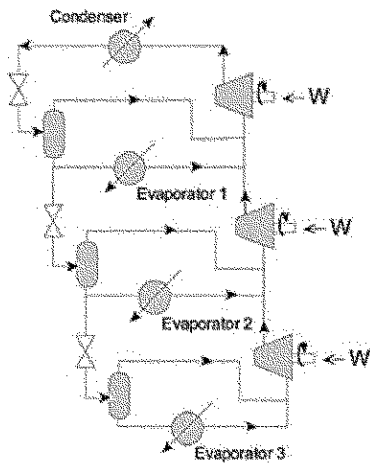 Condenser
W
Evaporator 1
W
Evaporator 2
W
Evaporator 3